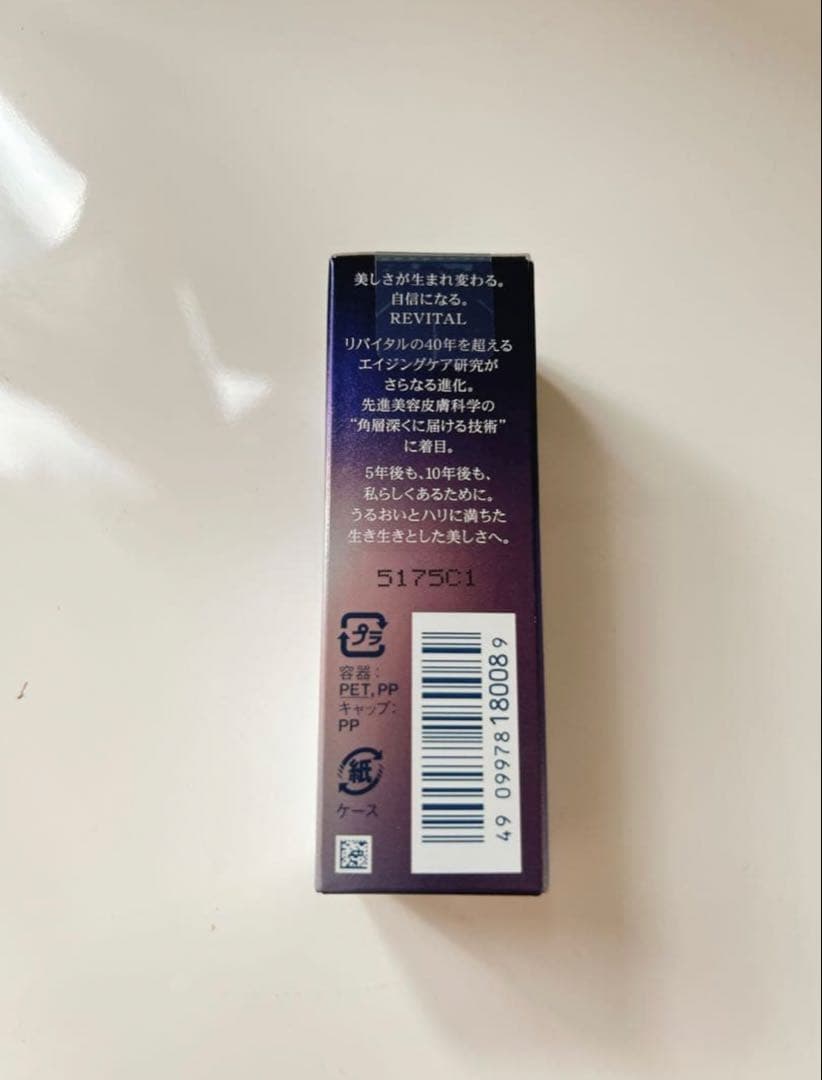 美しさが生まれ変わる。
自信になる。
REVITAL
リバイタルの40年を超える
エイジングケア研究が
さらなる進化。
先進美容皮膚科学の
“角層深くに届ける技術”
に着目。
5年後も、10年後も、
私らしくあるために。
うるおいとハリに満ちた
生き生きとした美しさへ。
5175C1
プラ
容器：
PET, PP
キャップ：
PP
紙
ケース
49 0997818008 9